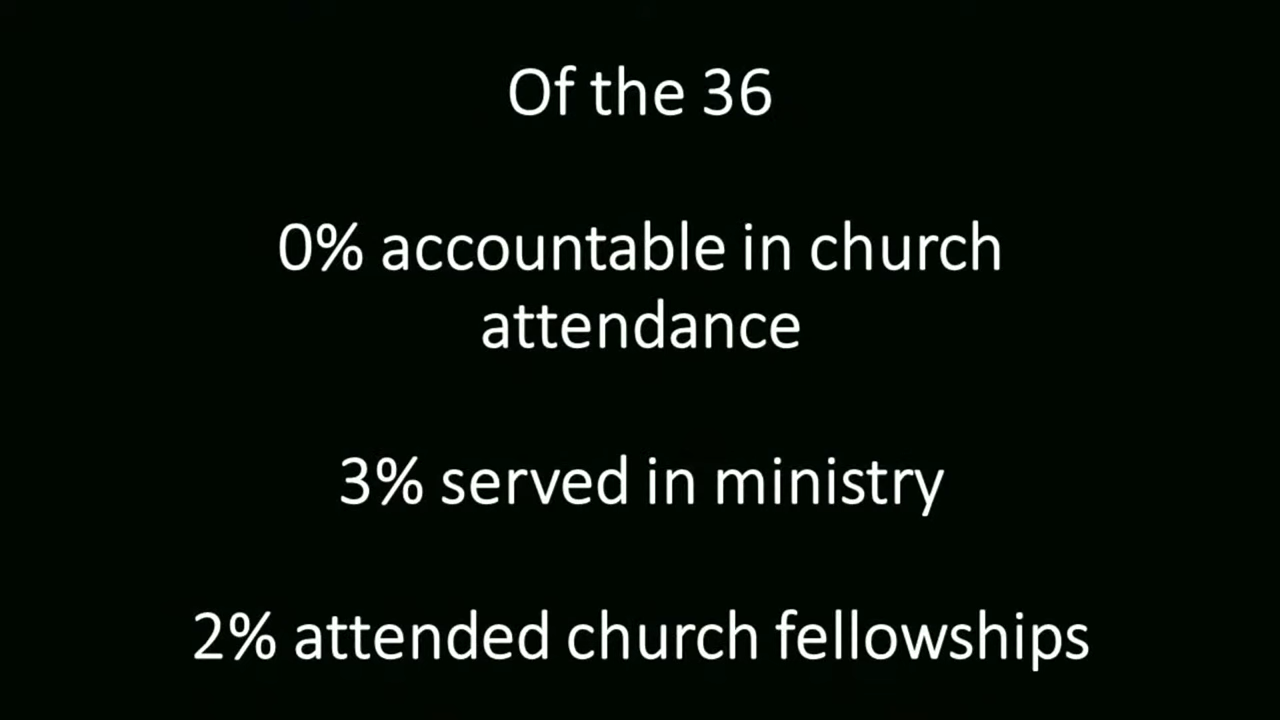 Of the 36
0% accountable in church
attendance
3% served in ministry
2% attended church fellowships